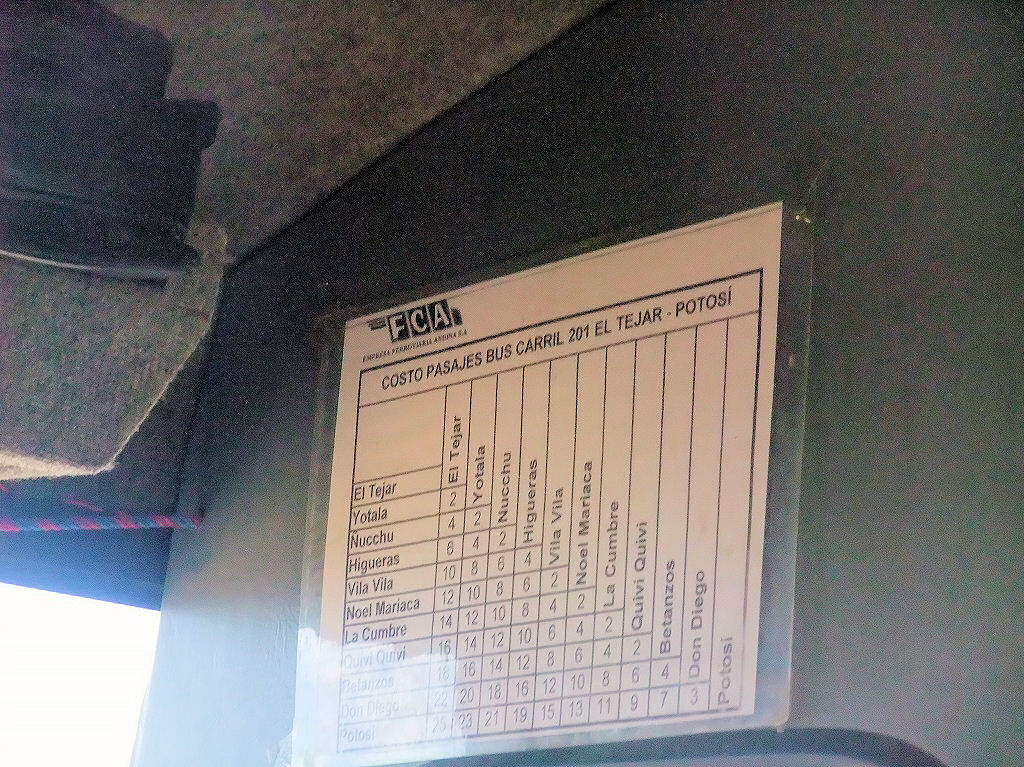 FCA
EMPRESA FERROVIARIA ANDINA S.A
COSTO PASAJES BUS CARRIL 201 EL TEJAR - POTOSÍ
El Tejar El Tejar
Yotala 2 Yotala
Ñucchu 4 2 Nucchu
Higueras 6 4 2 Higueras
Vila Vila 10 8 6 4 Vila Vila
Noel Mariaca 12 10 8 6 2 Noel Mariaca
La Cumbre 14 12 10 8 4 2 La Cumbre
Quivi Quivi 16 14 12 10 6 4 2 Quivi Quivi
Betanzos 18 16 14 12 8 6 4 2 Betanzos
Don Diego 22 20 18 16 12 10 8 6 4 Don Diego
Potosí 25 23 21 19 15 13 11 9 7 3 Potosí